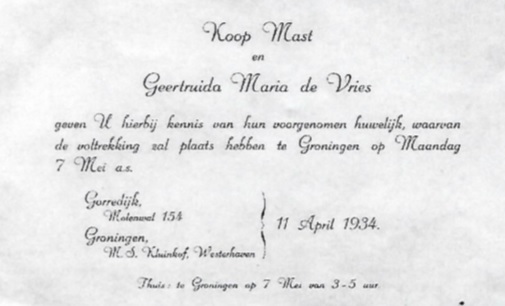 Koop Mast
en
Geertruida Maria de Vries
geven U hierbij kennis van hun voorgenomen huwelijk, waarvan
de voltrekking zal plaats hebben te Groningen op Maandag
7 Mei a.s.
Gorredijk,
Molenwal 154
Groningen,
M. S. Kluinkof, Westerhaven
11 April 1934.
Thuis: te Groningen op 7 Mei van 3-5 uur